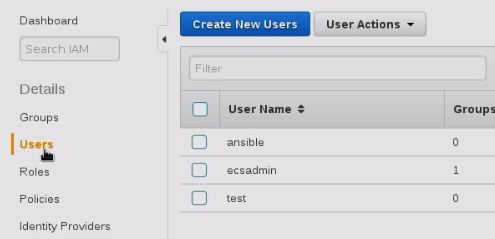 Dashboard
Search IAM
Details
Groups
Users
Roles
Policies
Identity Providers
Create New Users
User Actions
Filter
User Name
Groups
ansible
0
ecsadmin
1
test
0